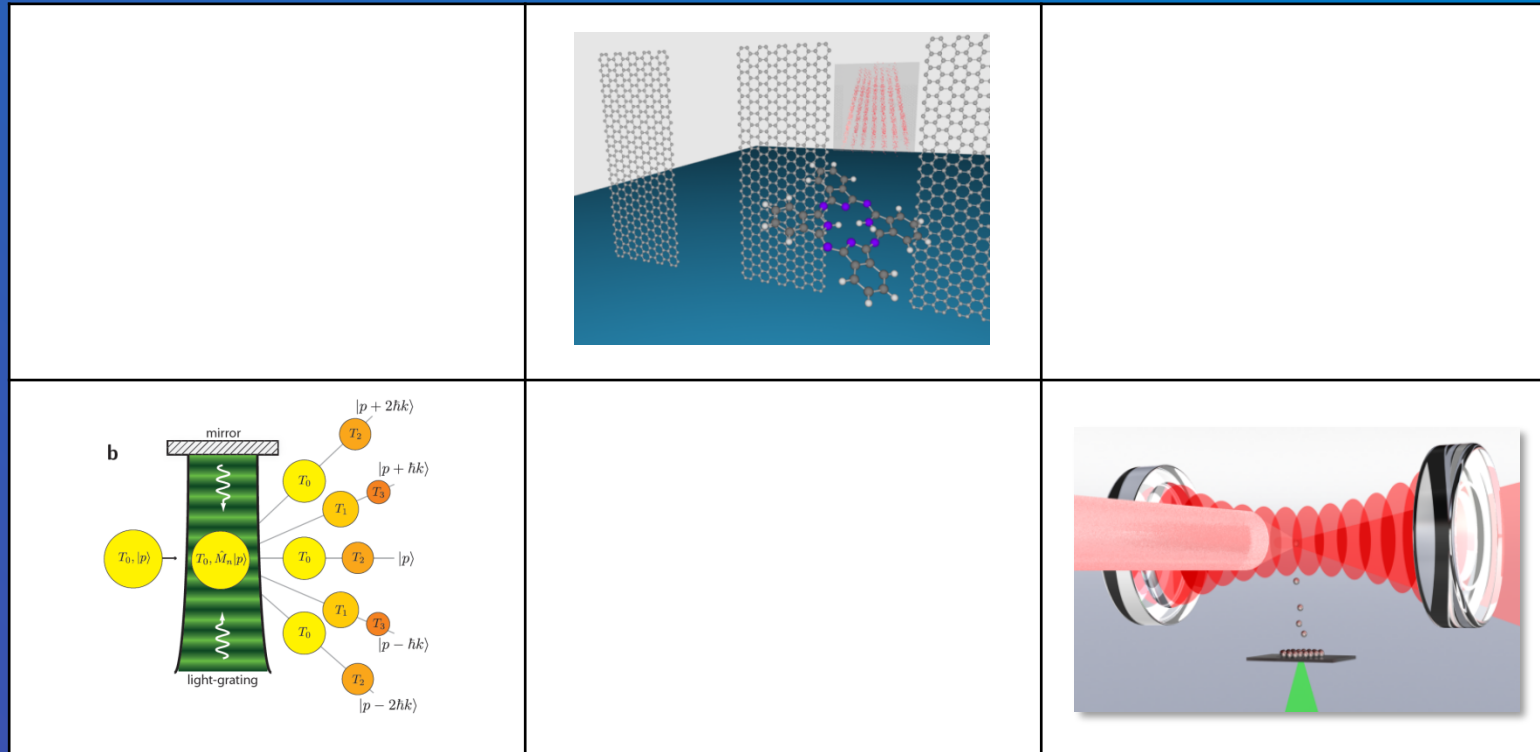 b
mirror
|p + 2ħk⟩
T₂
|p + ħk⟩
T₀
T₃
T₁
T₀, |p⟩
T₀, M̂ₙ|p⟩
T₀
T₂
|p⟩
T₁
T₃
T₀
|p − ħk⟩
light-grating
T₂
|p − 2ħk⟩